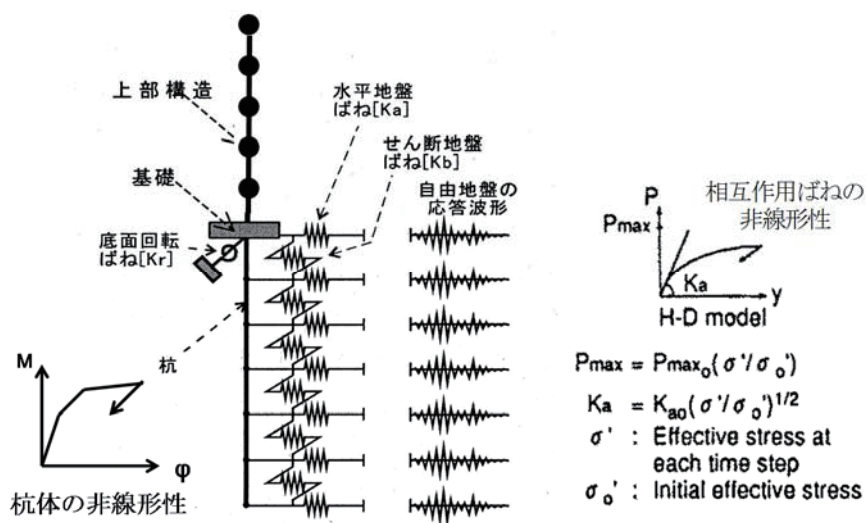 上部構造
水平地盤
ばね[Ka]
せん断地盤
ばね[Kb]
基礎
自由地盤の
応答波形
底面回転
ばね[Kr]
杭
M
φ
杭体の非線形性
P
相互作用ばねの
非線形性
Pmax
Ka
y
H-D model
Pmax = Pmax₀(σ'/σ₀')
Ka = Ka₀(σ'/σ₀')^1/2
σ' : Effective stress at
each time step
σ₀' : Initial effective stress